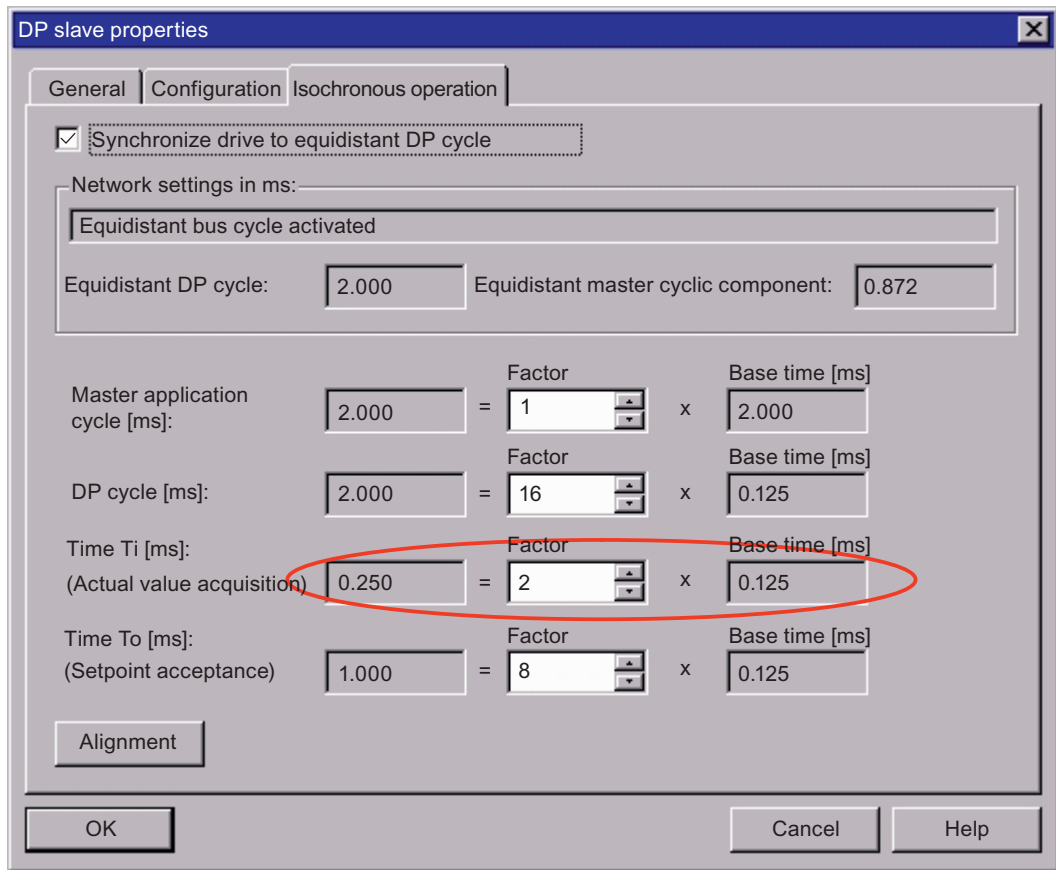 DP slave properties
General Configuration Isochronous operation
Synchronize drive to equidistant DP cycle
Network settings in ms:
Equidistant bus cycle activated
Equidistant DP cycle: 2.000 Equidistant master cyclic component: 0.872
Factor Base time [ms]
Master application
cycle [ms]: 2.000 = 1 x 2.000
Factor Base time [ms]
DP cycle [ms]: 2.000 = 16 x 0.125
Time Ti [ms]: Factor Base time [ms]
(Actual value acquisition) 0.250 = 2 x 0.125
Time To [ms]: Factor Base time [ms]
(Setpoint acceptance) 1.000 = 8 x 0.125
Alignment
OK Cancel Help